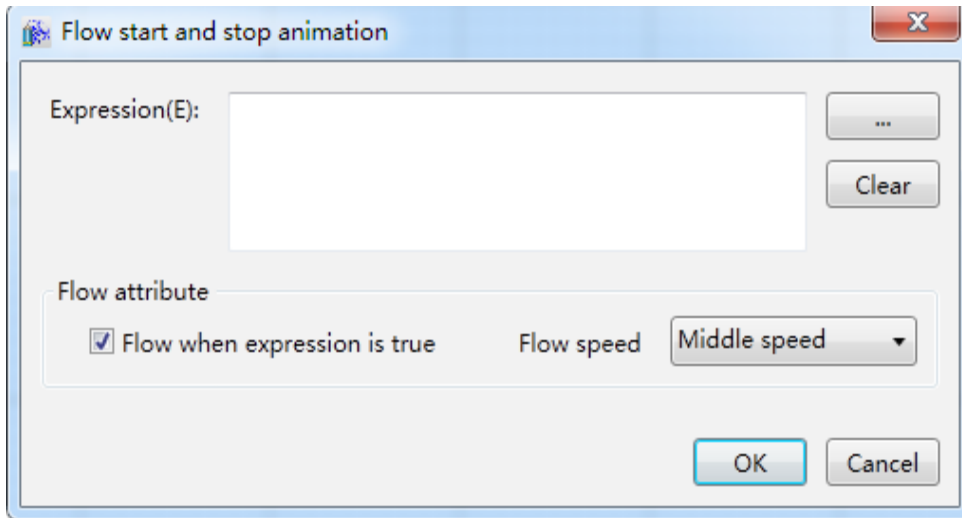 Flow start and stop animation
Expression(E):
...
Clear
Flow attribute
Flow when expression is true Flow speed Middle speed
OK Cancel